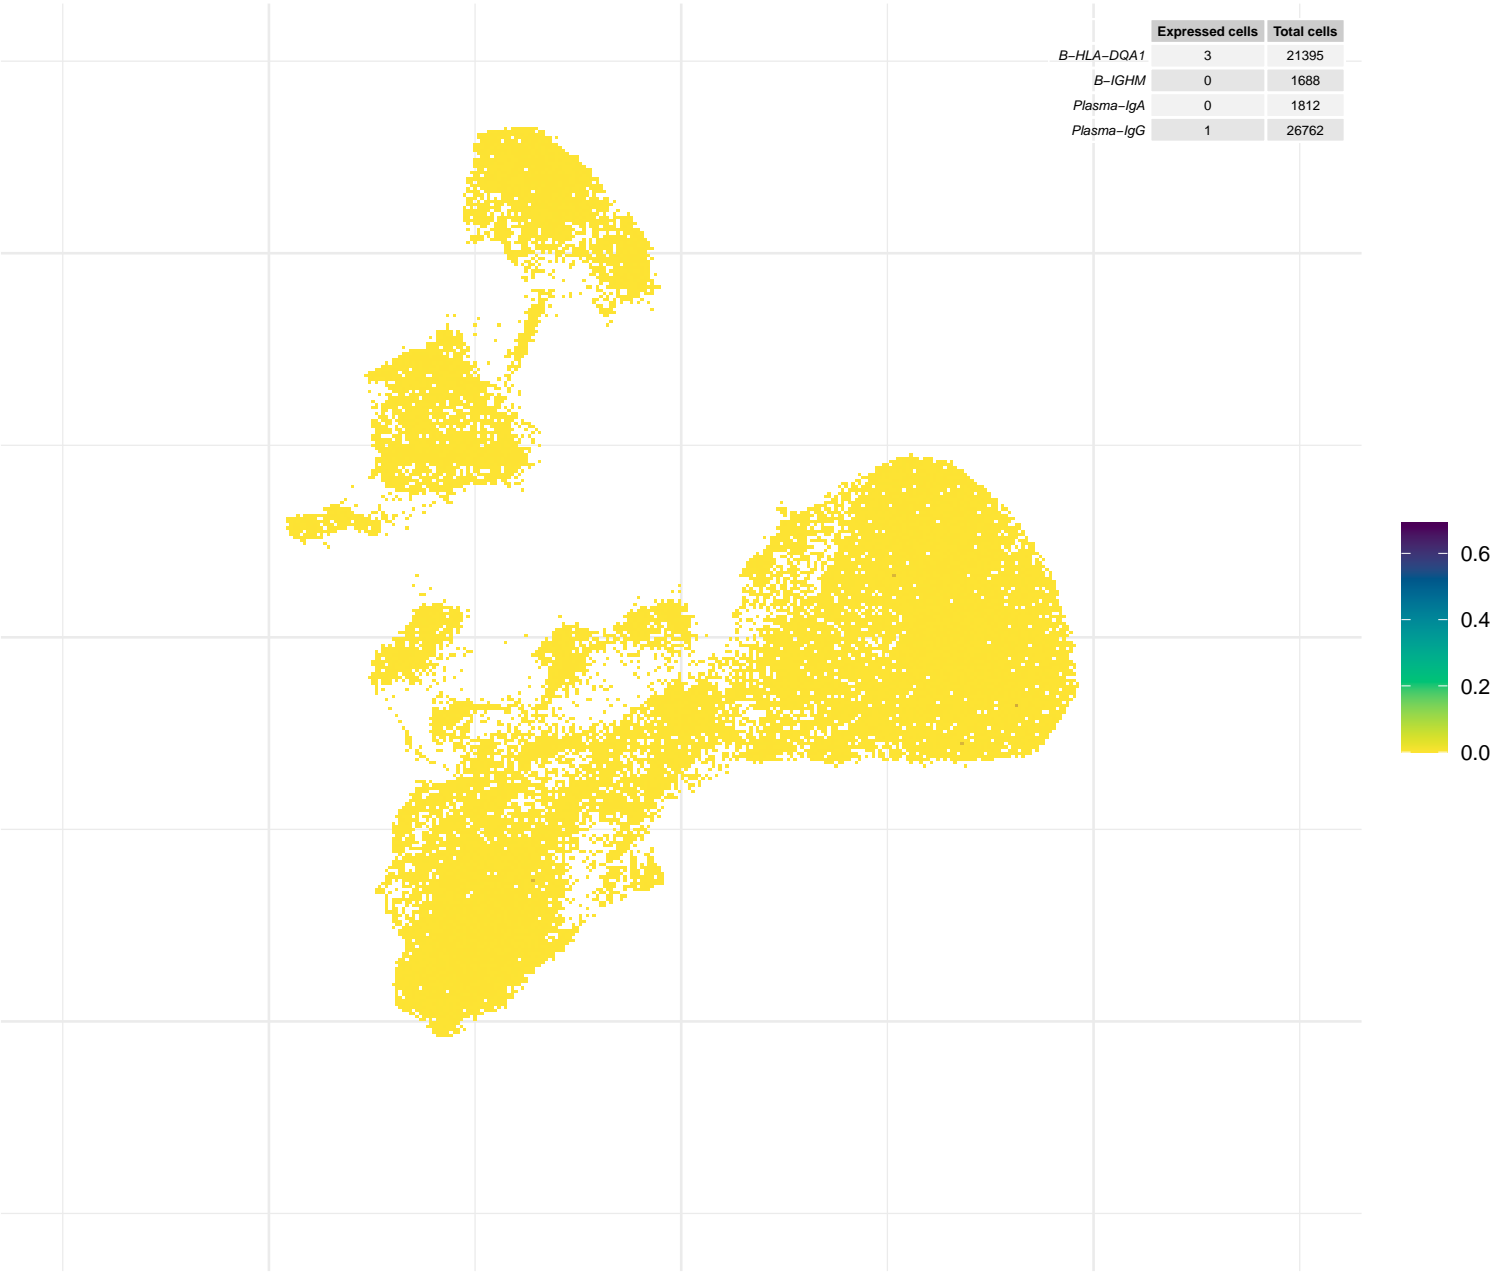 Expressed cells Total cells
B−HLA−DQA1 3 21395
B−IGHM 0 1688
Plasma−IgA 0 1812
Plasma−IgG 1 26762
0.6
0.4
0.2
0.0